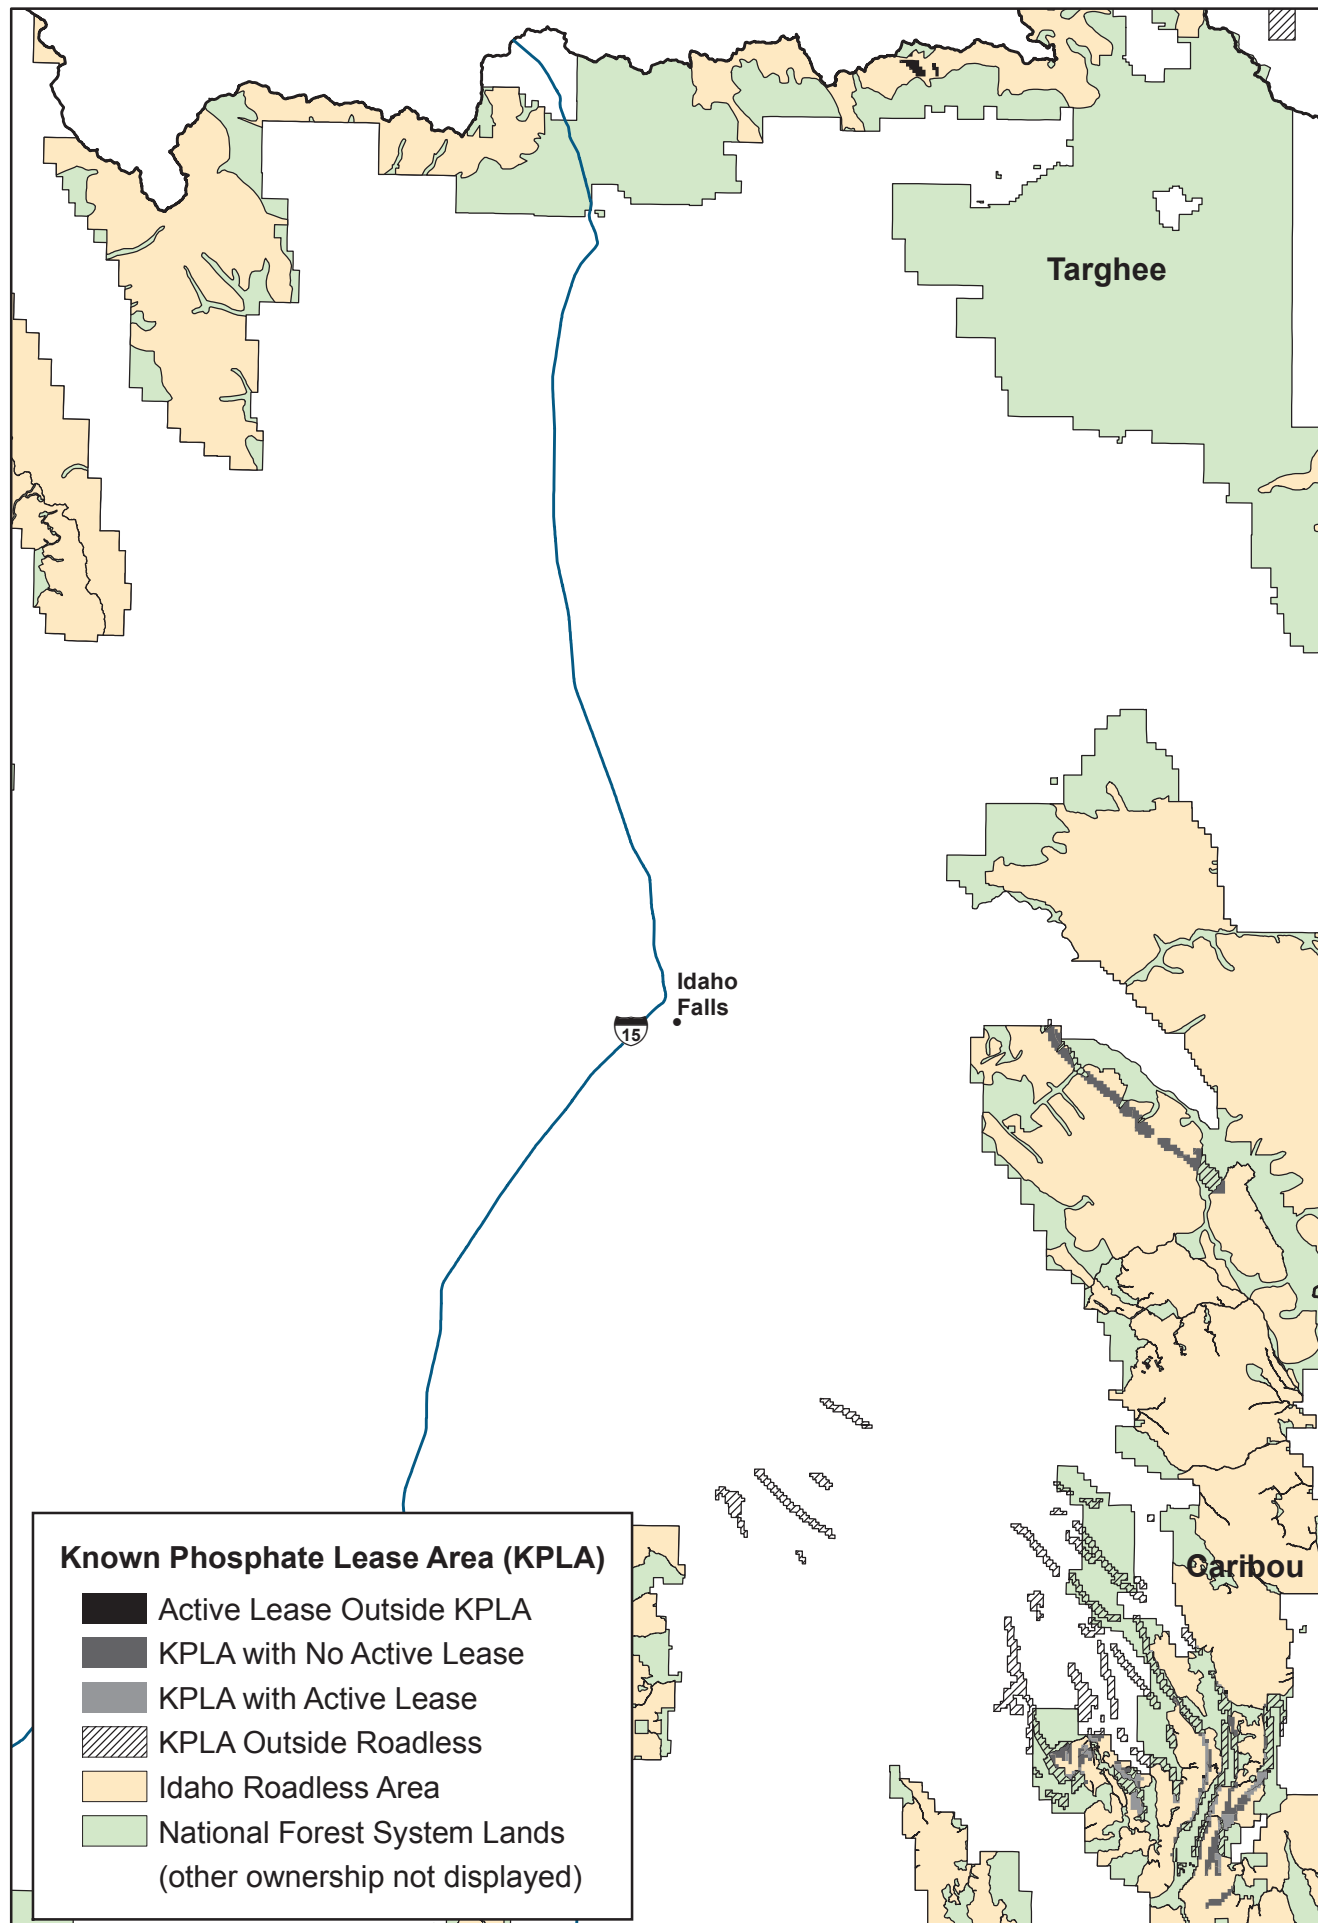 Targhee
Idaho
Falls
15
Caribou
Known Phosphate Lease Area (KPLA)
Active Lease Outside KPLA
KPLA with No Active Lease
KPLA with Active Lease
KPLA Outside Roadless
Idaho Roadless Area
National Forest System Lands
(other ownership not displayed)